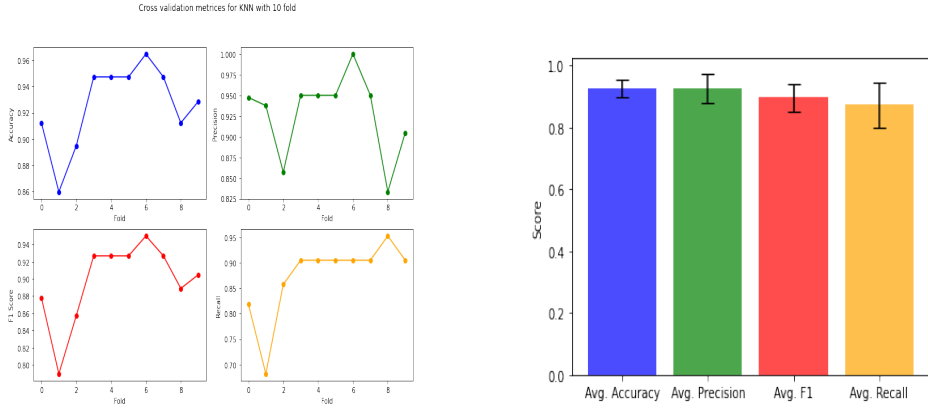 Cross validation metrices for KNN with 10 fold
Accuracy
0.96
0.94
0.92
0.90
0.88
0.86
0 2 4 6 8
Fold
Precision
1.000
0.975
0.950
0.925
0.900
0.875
0.850
0.825
0 2 4 6 8
Fold
F1 Score
0.94
0.92
0.90
0.88
0.86
0.84
0.82
0.80
0 2 4 6 8
Fold
Recall
0.95
0.90
0.85
0.80
0.75
0.70
0 2 4 6 8
Fold
Score
1.0
0.8
0.6
0.4
0.2
0.0
Avg. Accuracy Avg. Precision Avg. F1 Avg. Recall